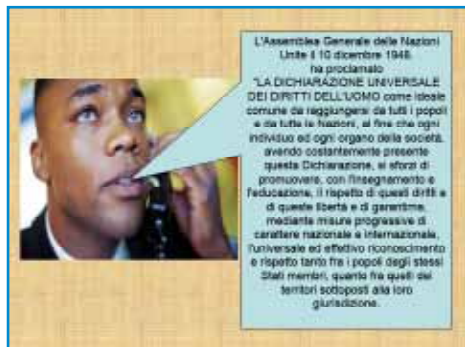 L'Assemblea Generale delle Nazioni
Unite il 10 dicembre 1948,
ha proclamato
"LA DICHIARAZIONE UNIVERSALE
DEI DIRITTI DELL'UOMO come ideale
comune da raggiungersi da tutti i popoli
e da tutte le Nazioni, al fine che ogni
individuo ed ogni organo della società,
avendo costantemente presente
questa Dichiarazione, si sforzi di
promuovere, con l'insegnamento e
l'educazione, il rispetto di questi diritti e
di queste libertà e di garantirne,
mediante misure progressive di
carattere nazionale e internazionale,
l'universale ed effettivo riconoscimento
e rispetto tanto fra i popoli degli stessi
Stati membri, quanto fra quelli dei
territori sottoposti alla loro
giurisdizione.